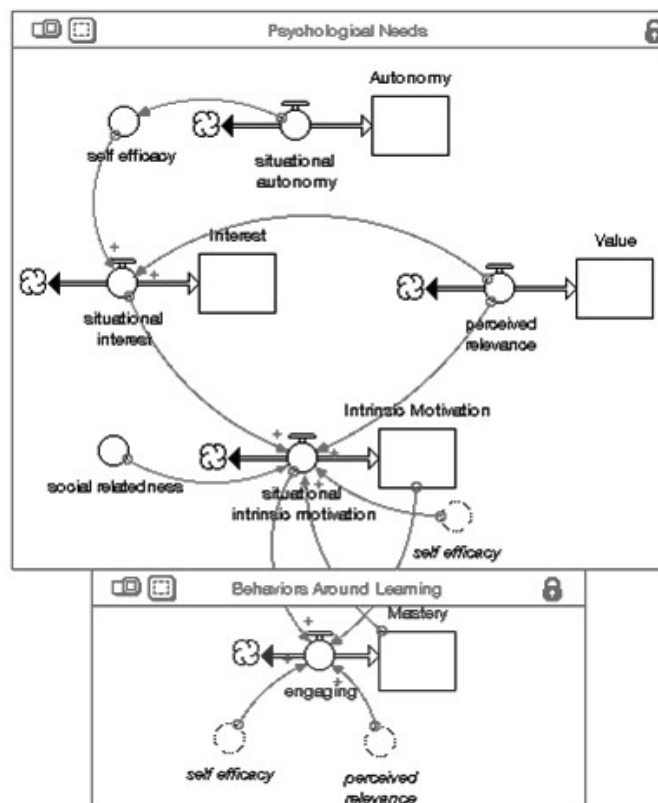 Psychological Needs
Autonomy
self efficacy
situational
autonomy
Interest
Value
situational
interest
perceived
relevance
Intrinsic Motivation
social relatedness
situational
intrinsic motivation
self efficacy
Behaviors Around Learning
Mastery
engaging
self efficacy
perceived
relevance